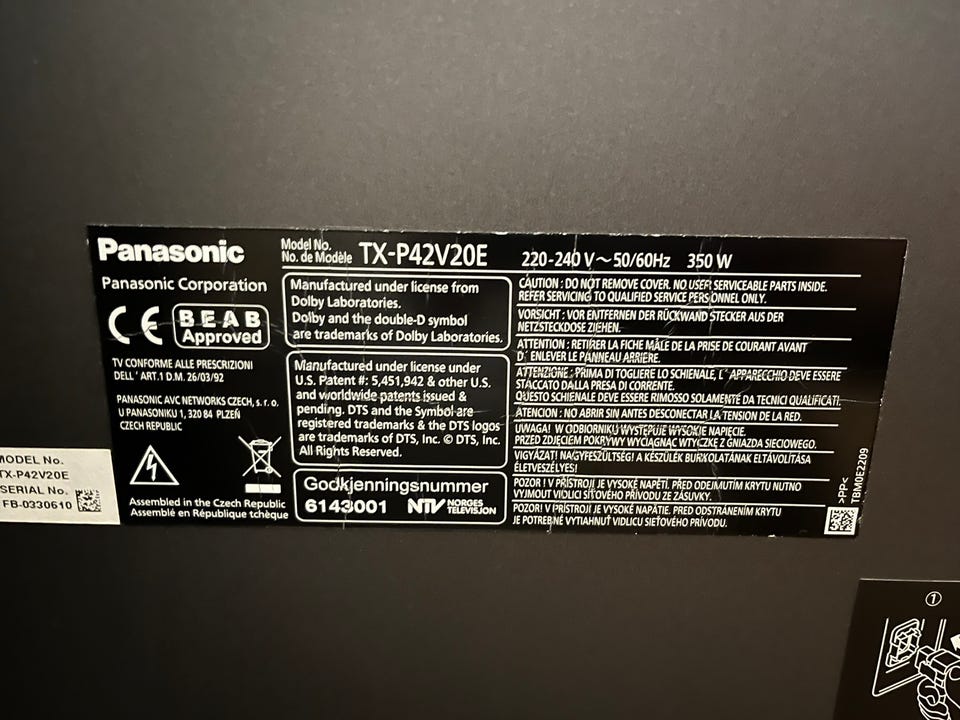 Panasonic
Model No.
No. de Modèle TX-P42V20E 220-240 V~50/60Hz 350 W
Panasonic Corporation
CE BEAB
Approved
TV CONFORME ALLE PRESCRIZIONI
DELL' ART.1 D.M. 26/03/92
PANASONIC AVC NETWORKS CZECH, s. r. o.
U PANASONIKU 1, 320 84 PLZEŇ
CZECH REPUBLIC
Assembled in the Czech Republic
Assemblé en République tchèque
Manufactured under license from
Dolby Laboratories.
Dolby and the double-D symbol
are trademarks of Dolby Laboratories.
Manufactured under license under
U.S. Patent #: 5,451,942 & other U.S.
and worldwide patents issued &
pending. DTS and the Symbol are
registered trademarks & the DTS logos
are trademarks of DTS, Inc. © DTS, Inc.
All Rights Reserved.
Godkjenningsnummer
6143001 NTV NORGES
TELEVISJON
CAUTION : DO NOT REMOVE COVER. NO USER SERVICEABLE PARTS INSIDE.
REFER SERVICING TO QUALIFIED SERVICE PERSONNEL ONLY.
VORSICHT : VOR ENTFERNEN DER RÜCKWAND STECKER AUS DER
NETZSTECKDOSE ZIEHEN.
ATTENTION : RETIRER LA FICHE MÂLE DE LA PRISE DE COURANT AVANT
D' ENLEVER LE PANNEAU ARRIERE.
ATTENZIONE : PRIMA DI TOGLIERE LO SCHIENALE, L' APPARECCHIO DEVE ESSERE
STACCATO DALLA PRESA DI CORRENTE.
QUESTO SCHIENALE DEVE ESSERE RIMOSSO SOLAMENTE DA TECNICI QUALIFICATI.
ATENCION : NO ABRIR SIN ANTES DESCONECTAR LA TENSION DE LA RED.
UWAGA! W ODBIORNIKU WYSTĘPUJE WYSOKIE NAPIĘCIE.
PRZED ZDJĘCIEM POKRYWY WYCIĄGNĄĆ WTYCZKĘ Z GNIAZDA SIECIOWEGO.
VIGYÁZAT! NAGYFESZÜLTSÉG! A KÉSZÜLÉK BURKOLATÁNAK ELTÁVOLÍTÁSA
ÉLETVESZÉLYES!
POZOR ! V PŘÍSTROJI JE VYSOKÉ NAPĚTÍ. PŘED ODEJMUTÍM KRYTU NUTNO
VYJMOUT VIDLICI SÍŤOVÉHO PŘÍVODU ZE ZÁSUVKY.
POZOR! V PRÍSTROJI JE VYSOKÉ NAPÄTIE. PRED ODSTRÁNENÍM KRYTU
JE POTREBNÉ VYTIAHNUŤ VIDLICU SIEŤOVÉHO PRÍVODU.
>PP<
TBM0E2209
MODEL No.
TX-P42V20E
SERIAL No.
FB-0330610
1